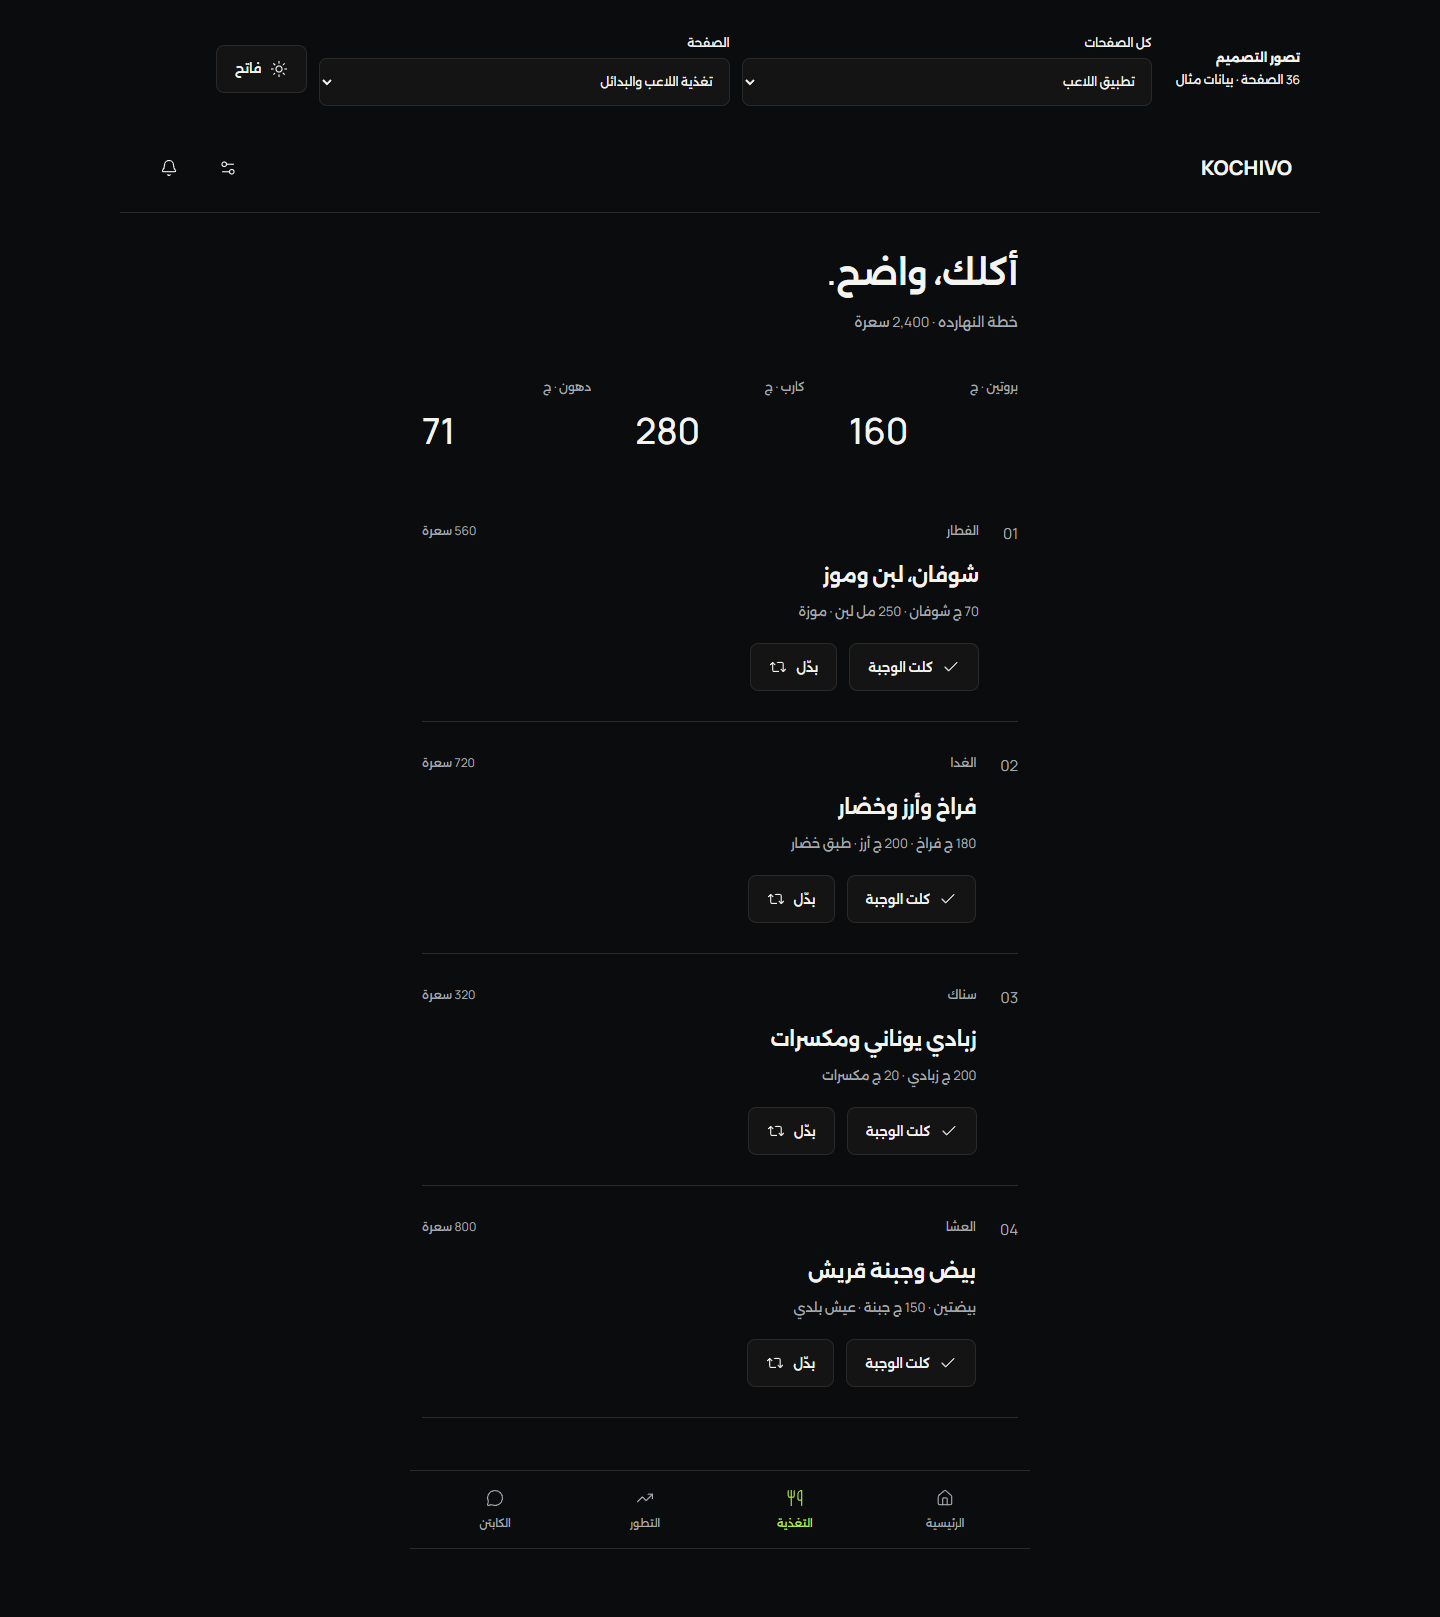 تصور التصميم
36 الصفحة · بيانات مثال
كل الصفحات
تطبيق اللاعب
الصفحة
تغذية اللاعب والبدائل
فاتح
KOCHIVO
أكلك، واضح.
خطة النهارده · 2,400 سعرة
بروتين · ج
160
كارب · ج
280
دهون · ج
71
01
الفطار
560 سعرة
شوفان، لبن وموز
70 ج شوفان · 250 مل لبن · موزة
كلت الوجبة
بدّل
02
الغدا
720 سعرة
فراخ وأرز وخضار
180 ج فراخ · 200 ج أرز · طبق خضار
كلت الوجبة
بدّل
03
سناك
320 سعرة
زبادي يوناني ومكسرات
200 ج زبادي · 20 ج مكسرات
كلت الوجبة
بدّل
04
العشا
800 سعرة
بيض وجبنة قريش
بيضتين · 150 ج جبنة · عيش بلدي
كلت الوجبة
بدّل
الرئيسية
التغذية
التطور
الكابتن